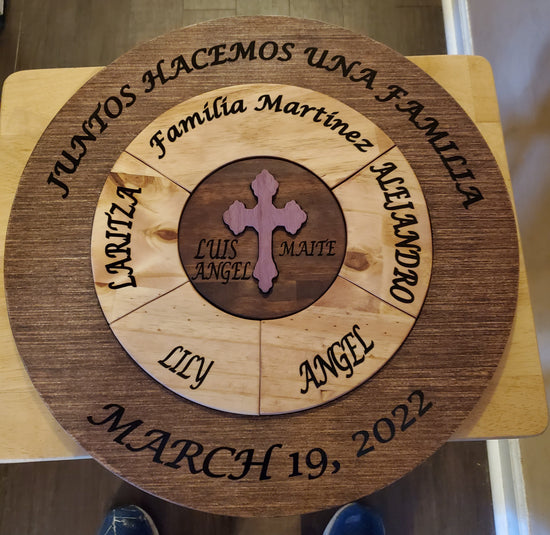 JUNTOS HACEMOS UNA FAMILIA
Familia Martinez
LARITZA
ALEJANDRO
LUIS
ANGEL
MAITE
LILY
ANGEL
MARCH 19, 2022